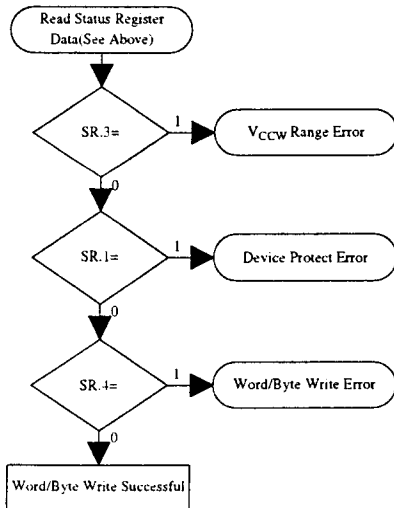 Read Status Register
Data(See Above)
SR.3=
1
VCCW Range Error
0
SR.1=
1
Device Protect Error
0
SR.4=
1
Word/Byte Write Error
0
Word/Byte Write Successful